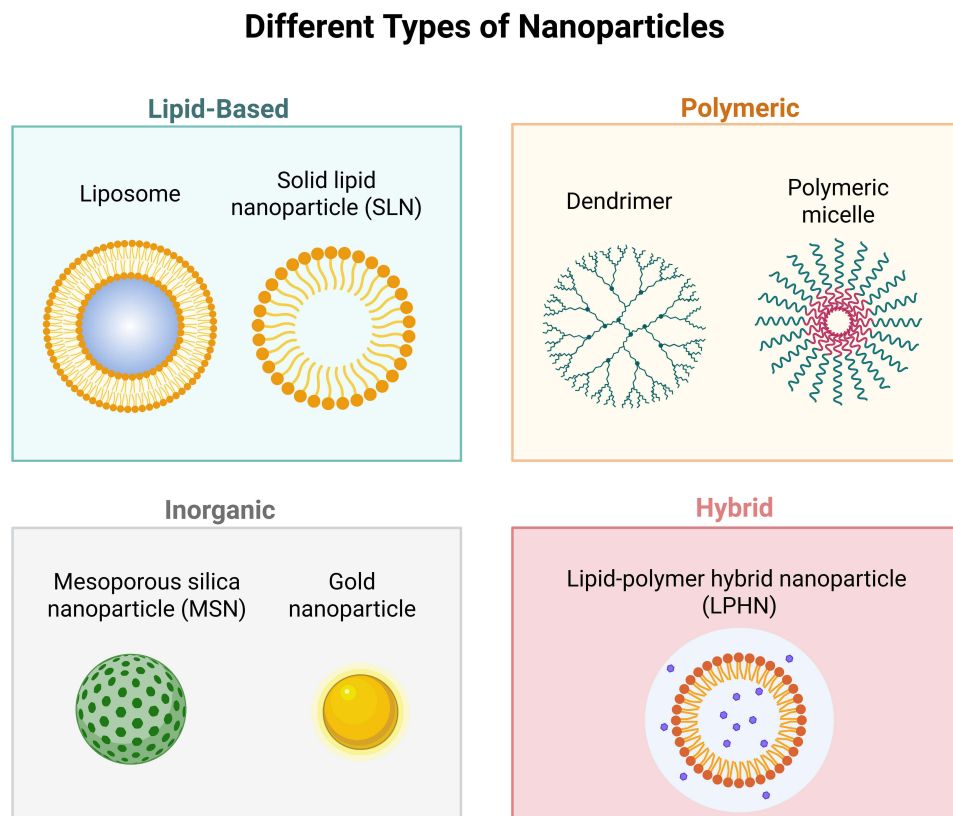 Different Types of Nanoparticles
Lipid-Based
Liposome
Solid lipid
nanoparticle (SLN)
Polymeric
Dendrimer
Polymeric
micelle
Inorganic
Mesoporous silica
nanoparticle (MSN)
Gold
nanoparticle
Hybrid
Lipid-polymer hybrid nanoparticle
(LPHN)